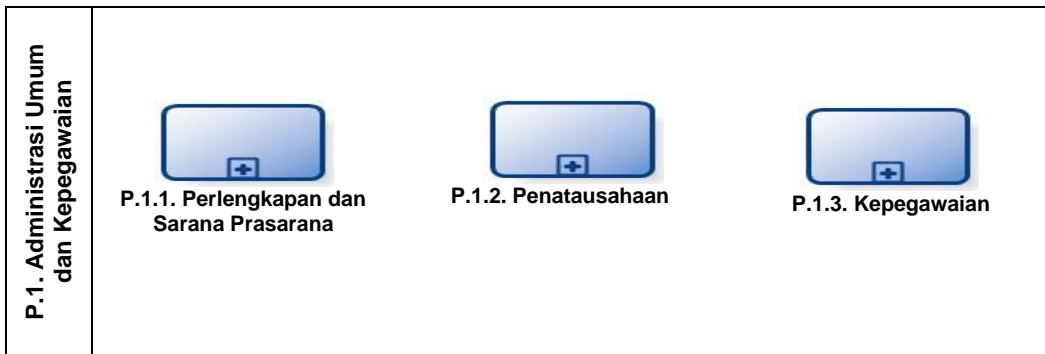 P.1. Administrasi Umum
dan Kepegawaian
P.1.1. Perlengkapan dan
Sarana Prasarana
P.1.2. Penatausahaan
P.1.3. Kepegawaian